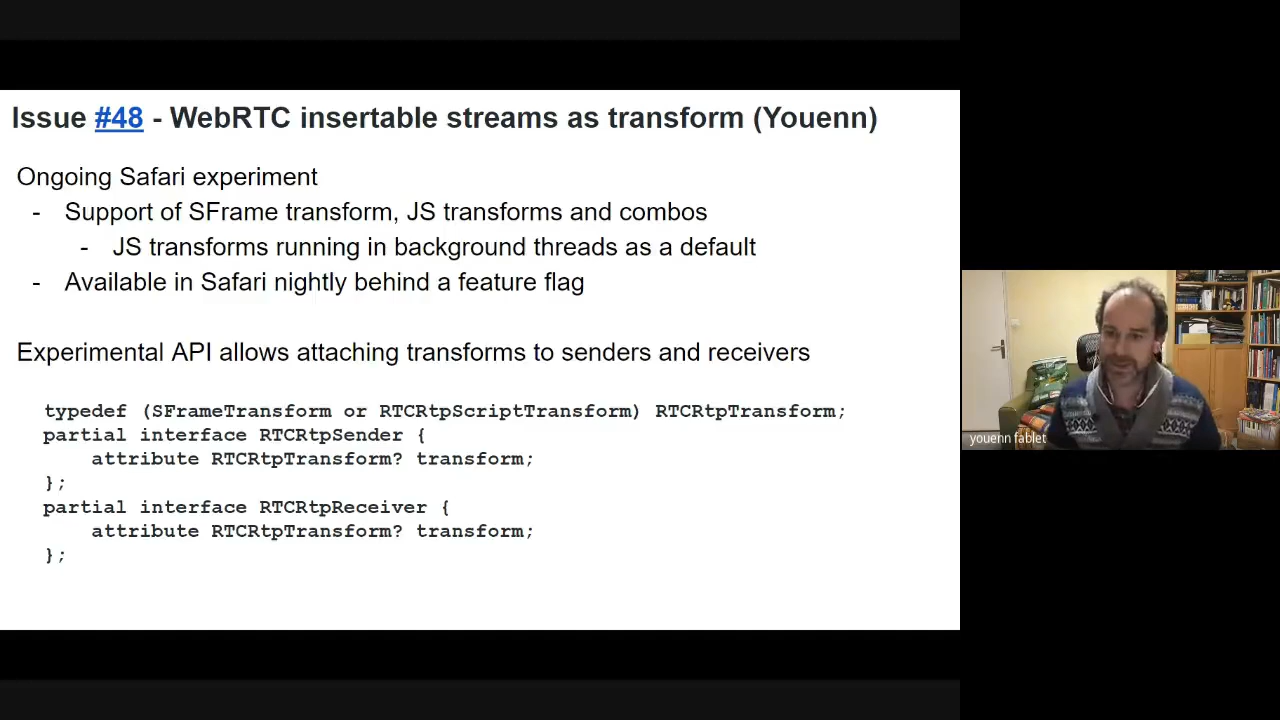 Issue #48 - WebRTC insertable streams as transform (Youenn)
Ongoing Safari experiment
- Support of SFrame transform, JS transforms and combos
- JS transforms running in background threads as a default
- Available in Safari nightly behind a feature flag
Experimental API allows attaching transforms to senders and receivers
typedef (SFrameTransform or RTCRtpScriptTransform) RTCRtpTransform;
partial interface RTCRtpSender {
attribute RTCRtpTransform? transform;
};
partial interface RTCRtpReceiver {
attribute RTCRtpTransform? transform;
};
youenn fablet